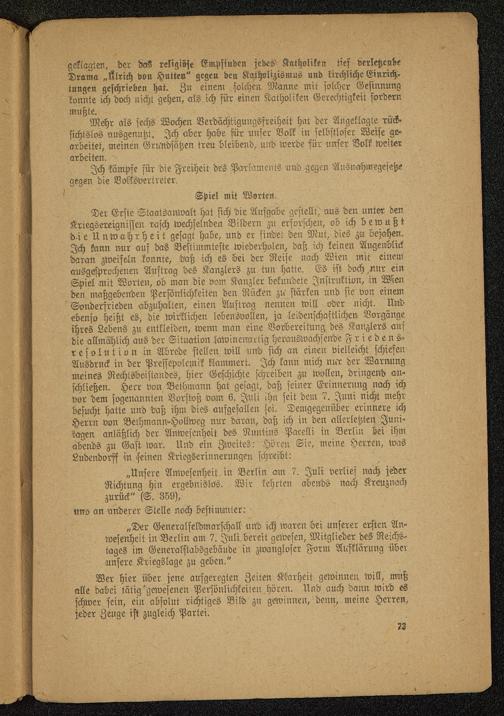 geklagten, der das religiöse Empfinden jedes Katholiken tief verletzende
Drama „Ulrich von Hutten“ gegen den Katholizismus und kirchliche Einrich-
tungen geschrieben hat. Zu einem solchen Manne mit solcher Gesinnung
konnte ich doch nicht gehen, als ich für einen Katholiken Gerechtigkeit fordern
mußte.
Mehr als sechs Wochen Verdächtigungsfreiheit hat der Angeklagte rück-
sichtslos ausgenutzt. Ich aber habe für unser Volk in selbstloser Weise ge-
arbeitet, meinen Grundsätzen treu bleibend, und werde für unser Volk weiter
arbeiten.
Ich kämpfe für die Freiheit des Parlaments und gegen Ausnahmegesetze
gegen die Volksvertreter.
Spiel mit Worten.
Der Erste Staatsanwalt hat sich die Aufgabe gestellt, aus den unter den
Kriegsereignissen rasch wechselnden Bildern zu erforschen, ob ich bewußt
die Unwahrheit gesagt habe, und er findet den Mut, dies zu bejahen.
Ich kann nur auf das Bestimmteste wiederholen, daß ich keinen Augenblick
daran zweifeln konnte, daß ich es bei der Reise nach Wien mit einem
ausgesprochenen Auftrag des Kanzlers zu tun hatte. Es ist doch nur ein
Spiel mit Worten, ob man die vom Kanzler bekundete Instruktion, in Wien
den maßgebenden Persönlichkeiten den Rücken zu stärken und sie von einem
Sonderfrieden abzuhalten, einen Auftrag nennen will oder nicht. Und
ebenso heißt es, die wirklichen lebensvollen, ja leidenschaftlichen Vorgänge
ihres Lebens zu entkleiden, wenn man eine Vorbereitung des Kanzlers auf
die allmählich aus der Situation lawinenartig herauswachsende Friedens-
resolution in Abrede stellen will und sich an einen vielleicht schiefen
Ausdruck in der Pressepolemik klammert. Ich kann mich nur der Warnung
meines Rechtsbeistandes, hier Geschichte schreiben zu wollen, dringend an-
schließen. Herr von Bethmann hat gesagt, daß seiner Erinnerung nach ich
vor dem sogenannten Vorstoß vom 6. Juli ihn seit dem 7. Juni nicht mehr
besucht hatte und daß ihm dies aufgefallen sei. Demgegenüber erinnere ich
Herrn von Bethmann-Hollweg nur daran, daß ich in den allerletzten Juni-
tagen anläßlich der Anwesenheit des Nuntius Pacelli in Berlin bei ihm
abends zu Gast war. Und ein Zweites: Hören Sie, meine Herren, was
Ludendorff in seinen Kriegserinnerungen schreibt:
„Unsere Anwesenheit in Berlin am 7. Juli verlief nach jeder
Richtung hin ergebnislos. Wir kehrten abends nach Kreuznach
zurück“ (S. 359),
und an anderer Stelle noch bestimmter:
„Der Generalfeldmarschall und ich waren bei unserer ersten An-
wesenheit in Berlin am 7. Juli bereit gewesen, Mitglieder des Reichs-
tages im Generalstabsgebäude in zwangloser Form Aufklärung über
unsere Kriegslage zu geben.“
Wer hier über jene aufgeregten Zeiten Klarheit gewinnen will, muß
alle dabei tätig gewesenen Persönlichkeiten hören. Und auch dann wird es
schwer sein, ein absolut richtiges Bild zu gewinnen, denn, meine Herren,
jeder Zeuge ist zugleich Partei.
73